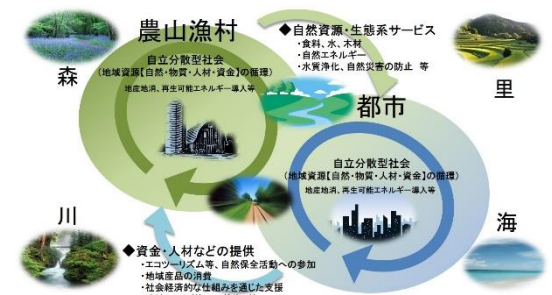 農山漁村
◆自然資源・生態系サービス
・食料、水、木材
・自然エネルギー
・水質浄化、自然災害の防止 等
森
里
自立分散型社会
(地域資源【自然・物質・人材・資金】の循環)
地産地消、再生可能エネルギー導入等
都市
自立分散型社会
(地域資源【自然・物質・人材・資金】の循環)
地産地消、再生可能エネルギー導入等
川
海
◆資金・人材などの提供
・エコツーリズム等、自然保全活動への参加
・地域産品の消費
・社会経済的な仕組みを通じた支援